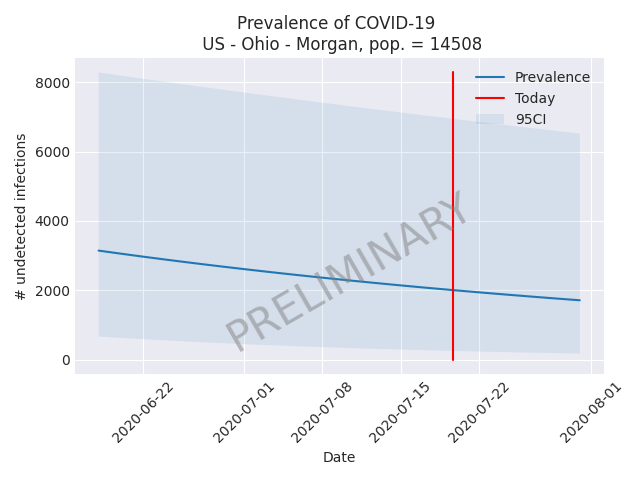 Prevalence of COVID-19
US - Ohio - Morgan, pop. = 14508
Prevalence
Today
95CI
8000
6000
4000
2000
0
# undetected infections
PRELIMINARY
2020-06-22
2020-07-01
2020-07-08
2020-07-15
2020-07-22
2020-08-01
Date